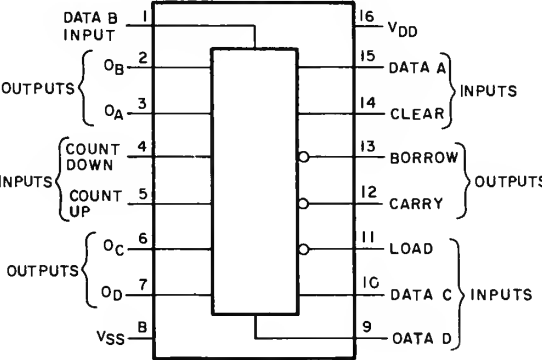 DATA B
INPUT
1
16
VDD
OUTPUTS
OB
2
15
DATA A
INPUTS
OA
3
14
CLEAR
INPUTS
COUNT
DOWN
4
13
BORROW
OUTPUTS
COUNT
UP
5
12
CARRY
OUTPUTS
OC
6
11
LOAD
INPUTS
OD
7
10
DATA C
VSS
8
9
OATA D